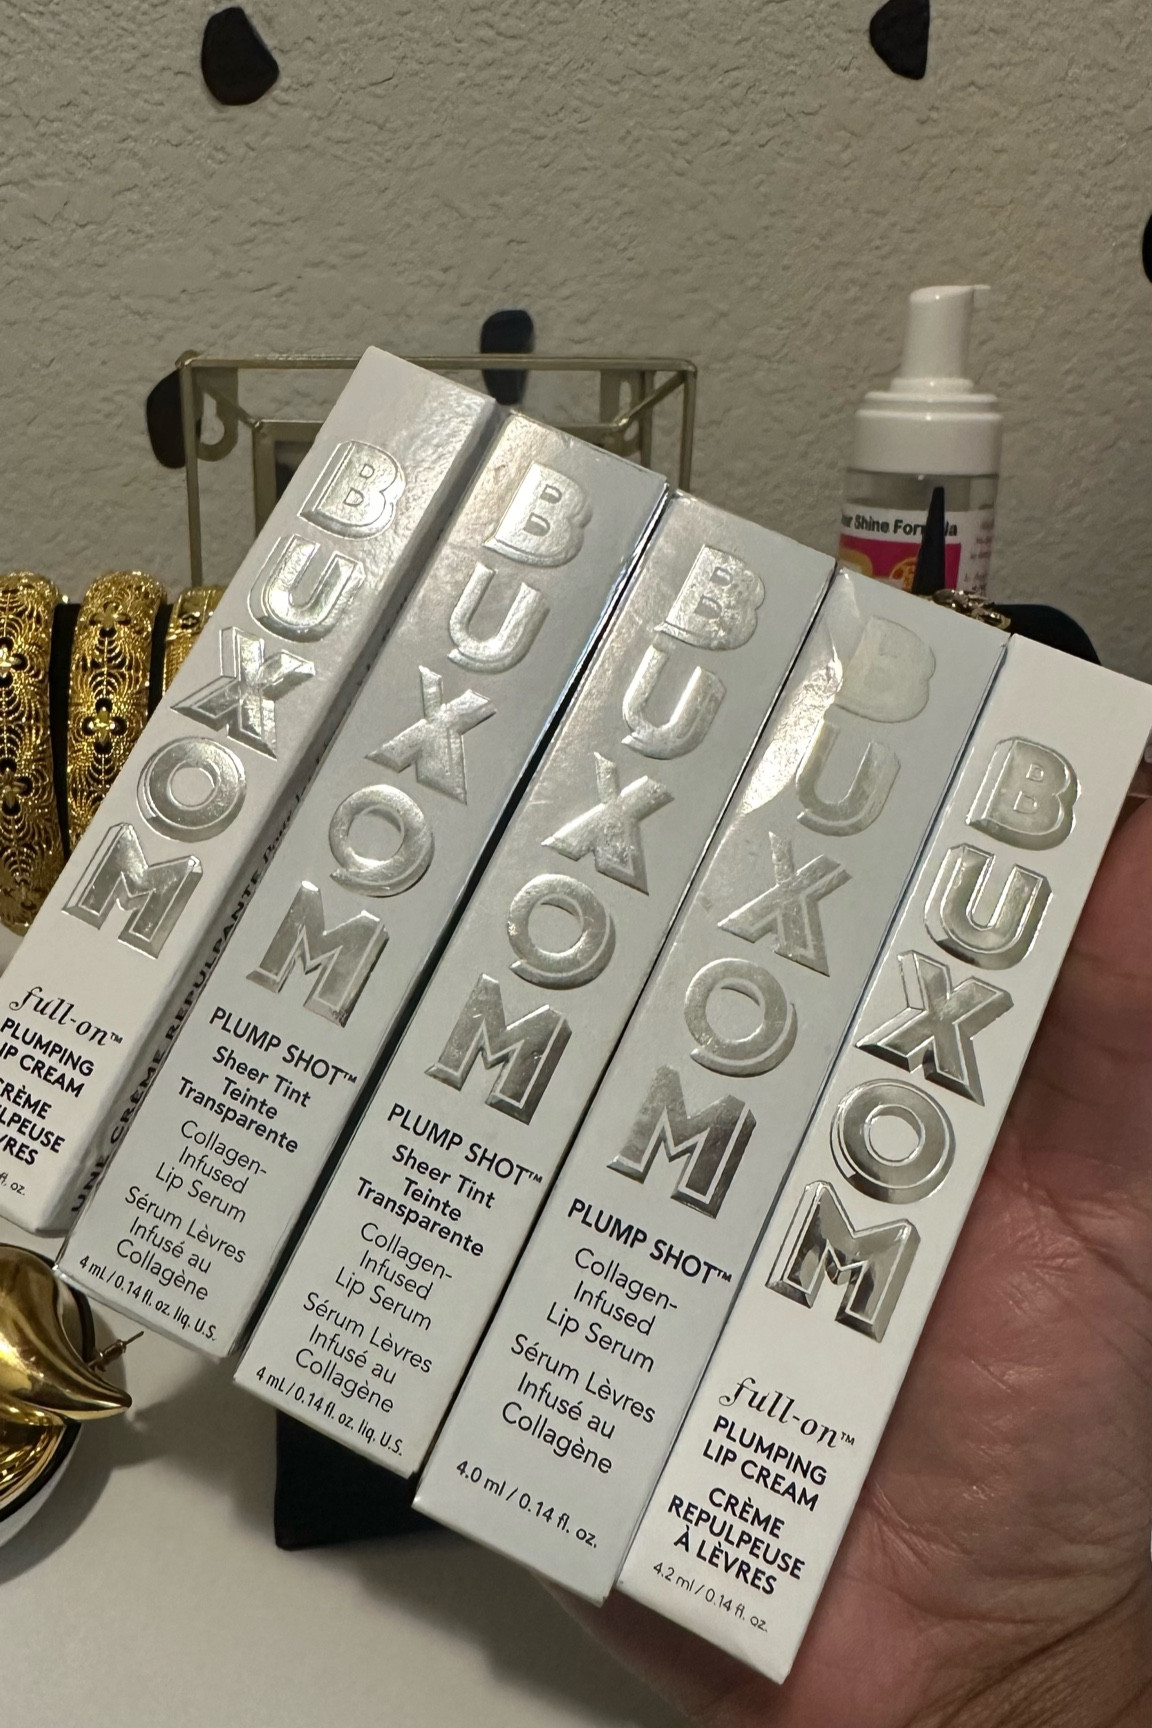 BUXOM
full-on™
PLUMPING
LIP CREAM
CRÈME
fl. oz.
UNE CRÈME REPULPANTE
BUXOM
PLUMP SHOT™
Sheer Tint
Teinte
Transparente
Collagen-
Infused
Lip Serum
Sérum Lèvres
Infusé au
Collagène
4 mL / 0.14 fl. oz. liq. U.S.
BUXOM
PLUMP SHOT™
Sheer Tint
Teinte
Transparente
Collagen-
Infused
Lip Serum
Sérum Lèvres
Infusé au
Collagène
4 mL / 0.14 fl. oz. liq. U.S.
BUXOM
PLUMP SHOT™
Collagen-
Infused
Lip Serum
Sérum Lèvres
Infusé au
Collagène
4.0 ml / 0.14 fl. oz.
BUXOM
full-on™
PLUMPING
LIP CREAM
CRÈME
REPULPEUSE
À LÈVRES
4.2 ml / 0.14 fl. oz.
Shine Formula